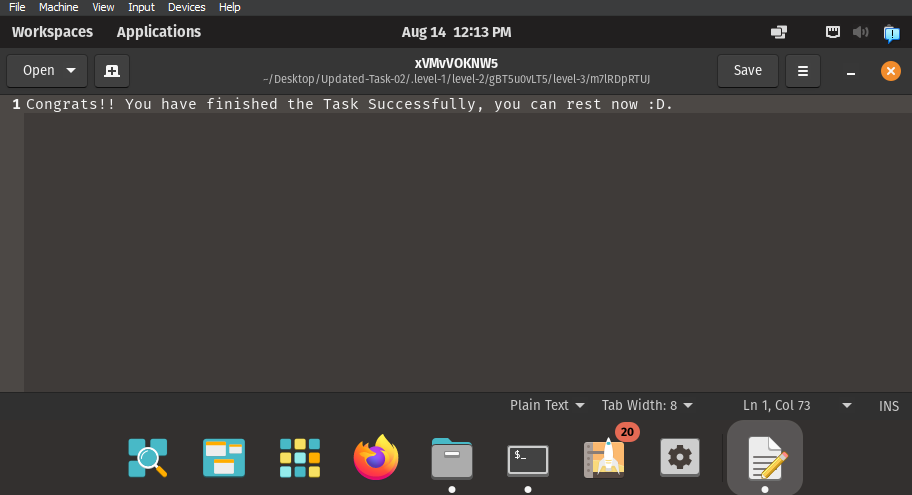 File Machine View Input Devices Help
Workspaces Applications Aug 14 12:13 PM
Open xVMvVOKNW5 Save
~/Desktop/Updated-Task-02/.level-1/level-2/gBT5u0vLT5/level-3/m7lRDpRTUJ
1 Congrats!! You have finished the Task Successfully, you can rest now :D.
Plain Text Tab Width: 8 Ln 1, Col 73 INS
20
$_